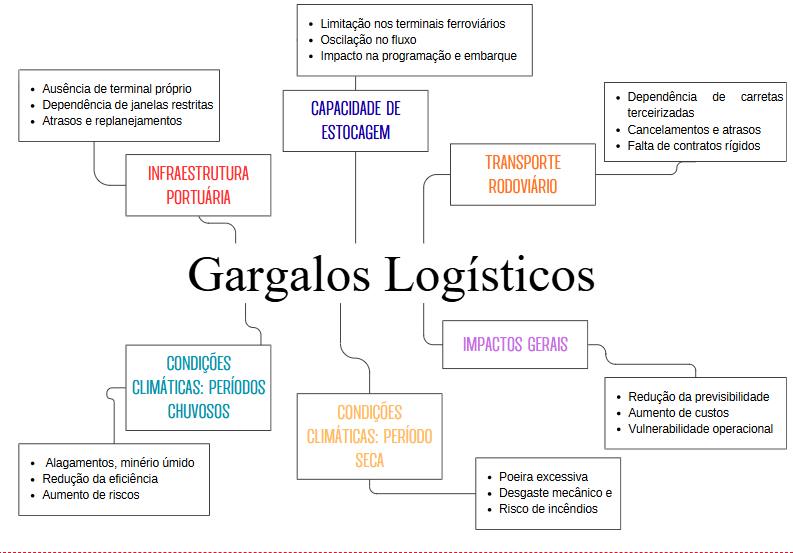 Limitação nos terminais ferroviários
Oscilação no fluxo
Impacto na programação e embarque
CAPACIDADE DE
ESTOCAGEM
Ausência de terminal próprio
Dependência de janelas restritas
Atrasos e replanejamentos
INFRAESTRUTURA
PORTUÁRIA
Dependência de carretas
terceirizadas
Cancelamentos e atrasos
Falta de contratos rígidos
TRANSPORTE
RODOVIÁRIO
Gargalos Logísticos
CONDIÇÕES
CLIMÁTICAS: PERÍODOS
CHUVOSOS
Alagamentos, minério úmido
Redução da eficiência
Aumento de riscos
CONDIÇÕES
CLIMÁTICAS: PERÍODO
SECA
Poeira excessiva
Desgaste mecânico e
Risco de incêndios
IMPACTOS GERAIS
Redução da previsibilidade
Aumento de custos
Vulnerabilidade operacional